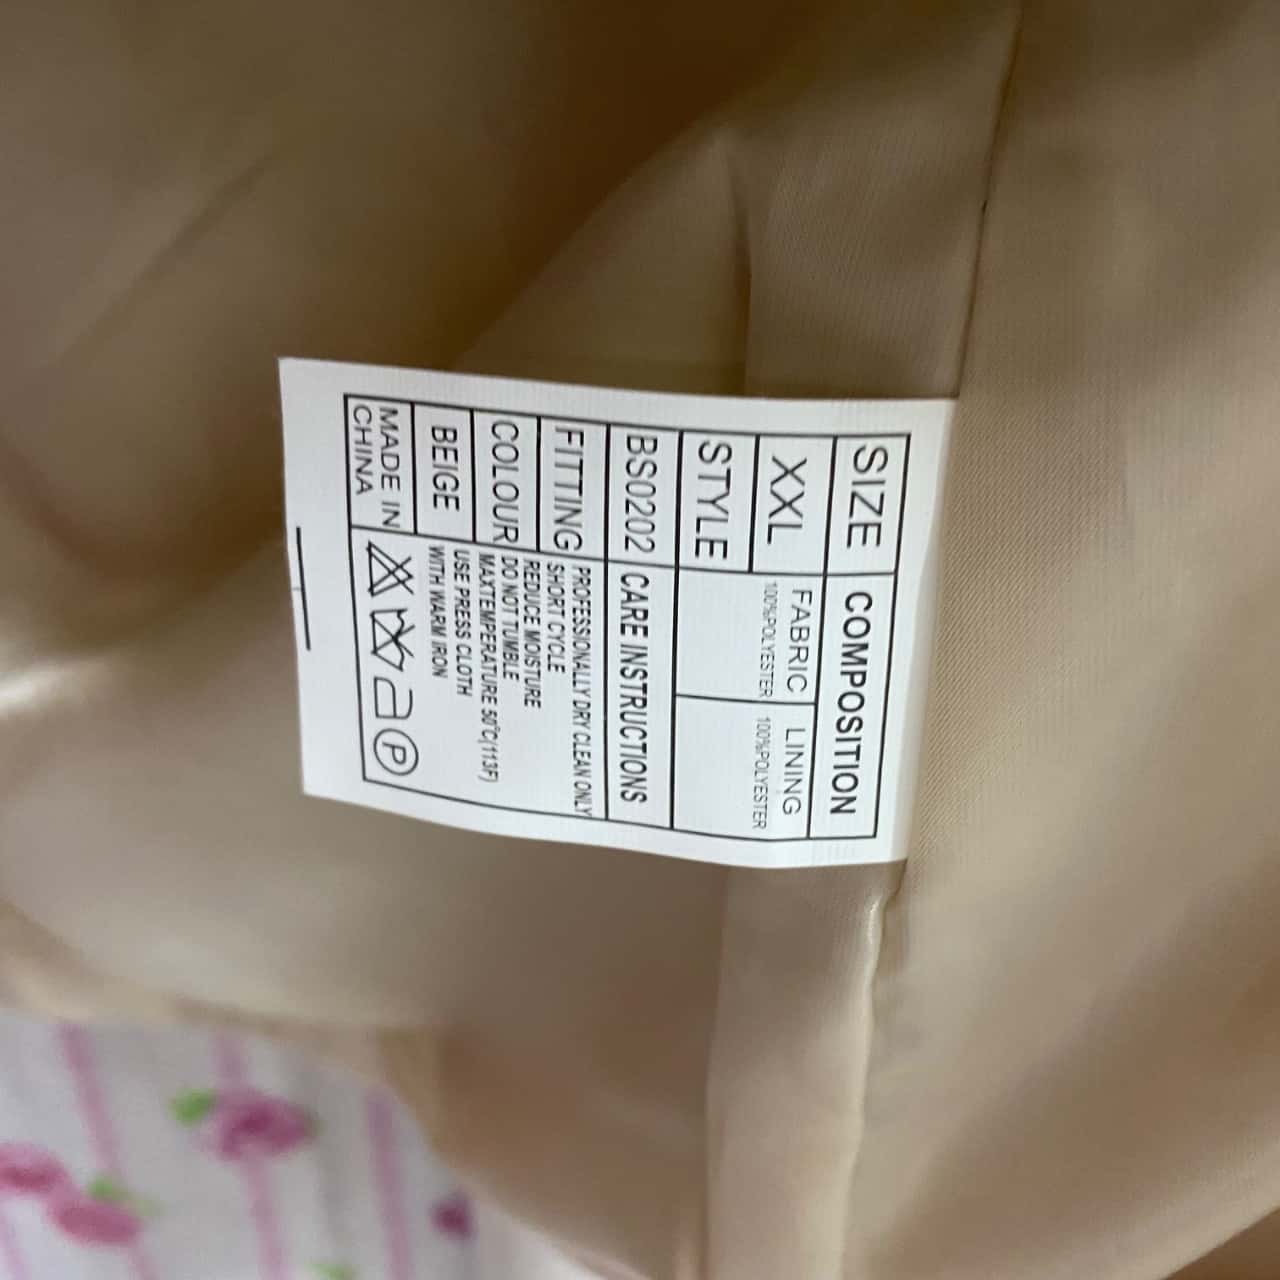 SIZE
COMPOSITION
XXL
FABRIC
LINING
100%POLYESTER
100%POLYESTER
STYLE
BS0202
CARE INSTRUCTIONS
FITTING
PROFESSIONALLY DRY CLEAN ONLY
SHORT CYCLE
REDUCE MOISTURE
COLOUR
DO NOT TUMBLE
MAXTEMPERATURE 50°C(113F)
BEIGE
USE PRESS CLOTH
WITH WARM IRON
MADE IN
CHINA
P